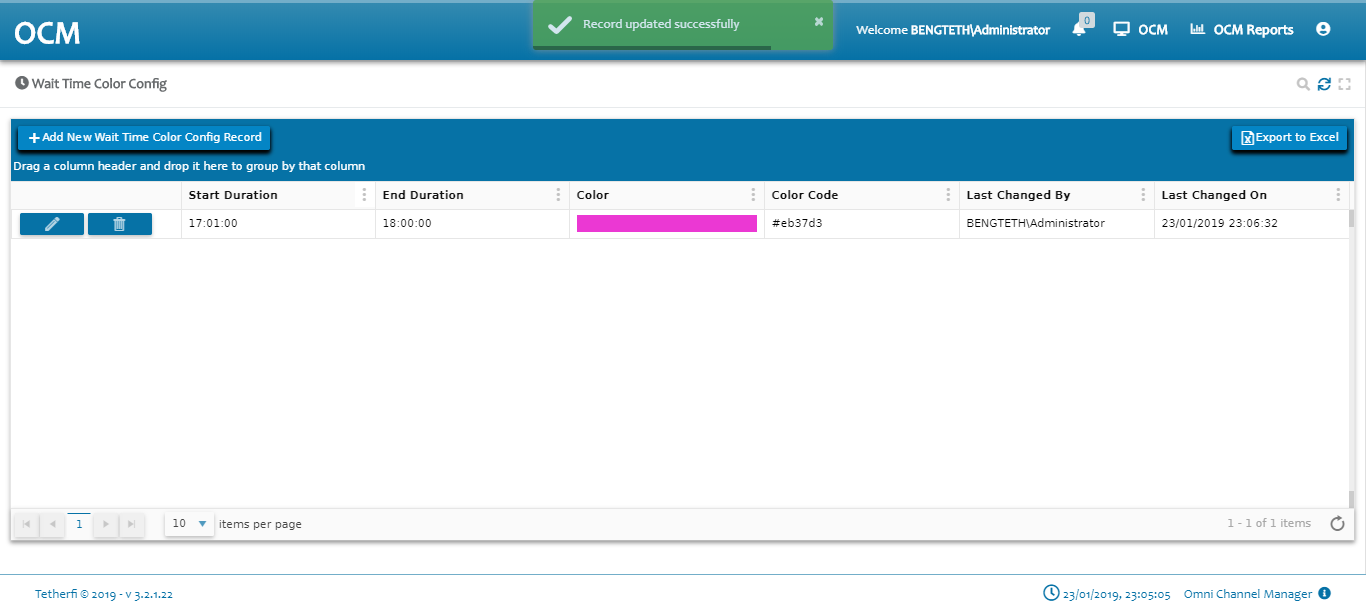 OCM
Record updated successfully
Welcome BENGTETH\Administrator
0
OCM
OCM Reports
Wait Time Color Config
Add New Wait Time Color Config Record
Export to Excel
Drag a column header and drop it here to group by that column
Start Duration End Duration Color Color Code Last Changed By Last Changed On
17:01:00 18:00:00 #eb37d3 BENGTETH\Administrator 23/01/2019 23:06:32
1 10 items per page 1 - 1 of 1 items
Tetherfi © 2019 - v 3.2.1.22 23/01/2019, 23:05:05 Omni Channel Manager